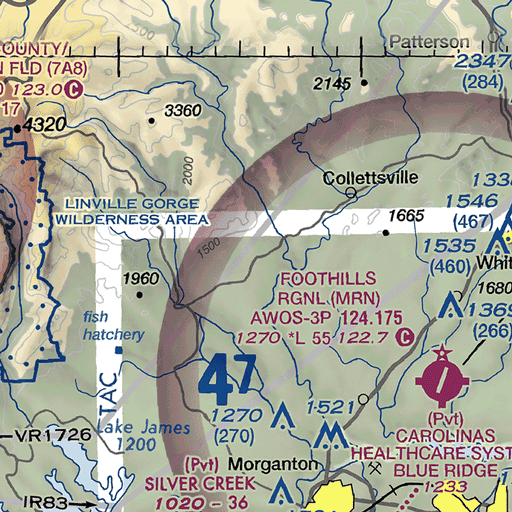 COUNTY/
N FLD (7A8)
123.0 C
17
4320
3360
2000
2145
Patterson
2347
(284)
Collettsville
LINVILLE GORGE
WILDERNESS AREA
1500
1665
1546
(467)
1535
(460)
Whit
1680
1369
(266)
1960
fish
hatchery
FOOTHILLS
RGNL (MRN)
AWOS-3P 124.175
1270 *L 55 122.7 C
TAC
47
1270
(270)
1521
VR1726
Lake James
1200
(Pvt)
CAROLINAS
HEALTHCARE SYST
BLUE RIDGE
1233
Morganton
(Pvt)
SILVER CREEK
1020 - 36
IR83